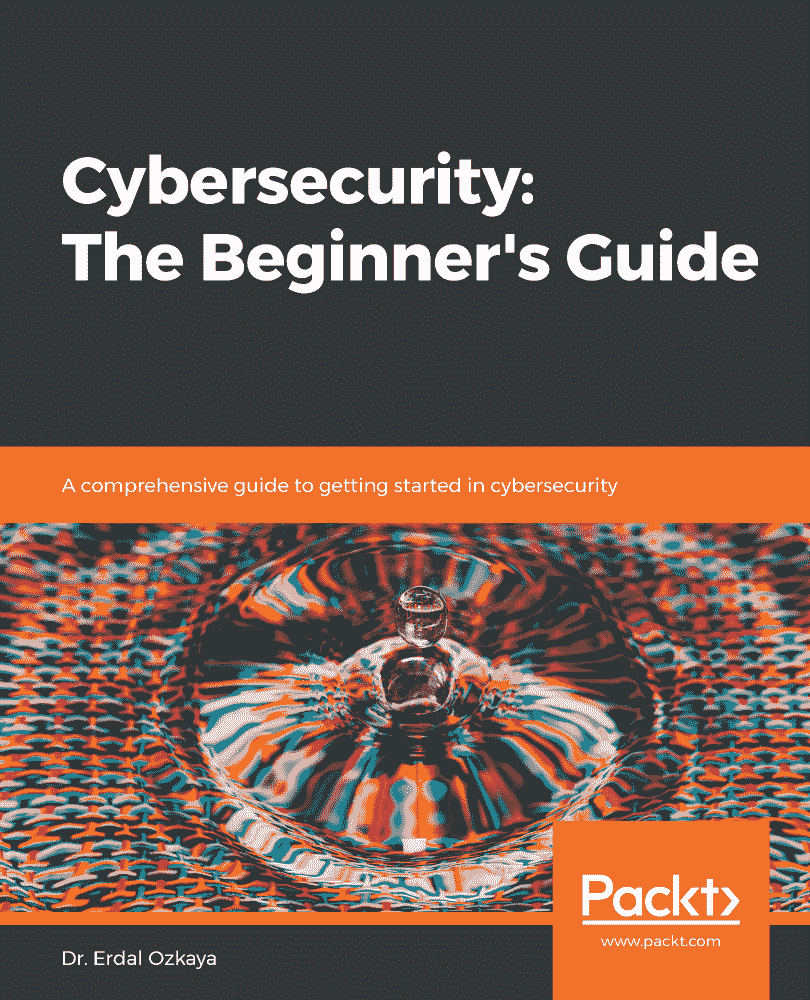 Cybersecurity:
The Beginner's Guide
A comprehensive guide to getting started in cybersecurity
Packt>
www.packt.com
Dr. Erdal Ozkaya